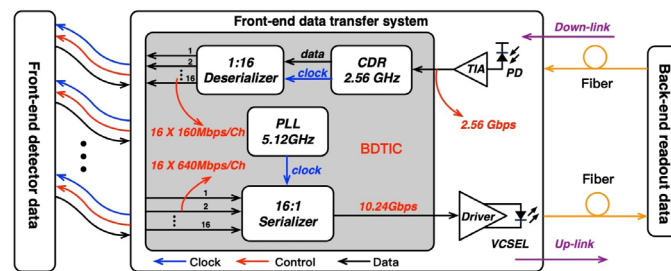 Front-end data transfer system
Down-link
1
2
16
1:16
Deserializer
data
clock
CDR
2.56 GHz
TIA
PD
Fiber
16 X 160Mbps/Ch
PLL
5.12GHz
2.56 Gbps
BDTIC
16 X 640Mbps/Ch
clock
Fiber
1
2
16
16:1
Serializer
10.24Gbps
Driver
VCSEL
Up-link
Clock
Control
Data
Front-end detector data
Back-end readout data